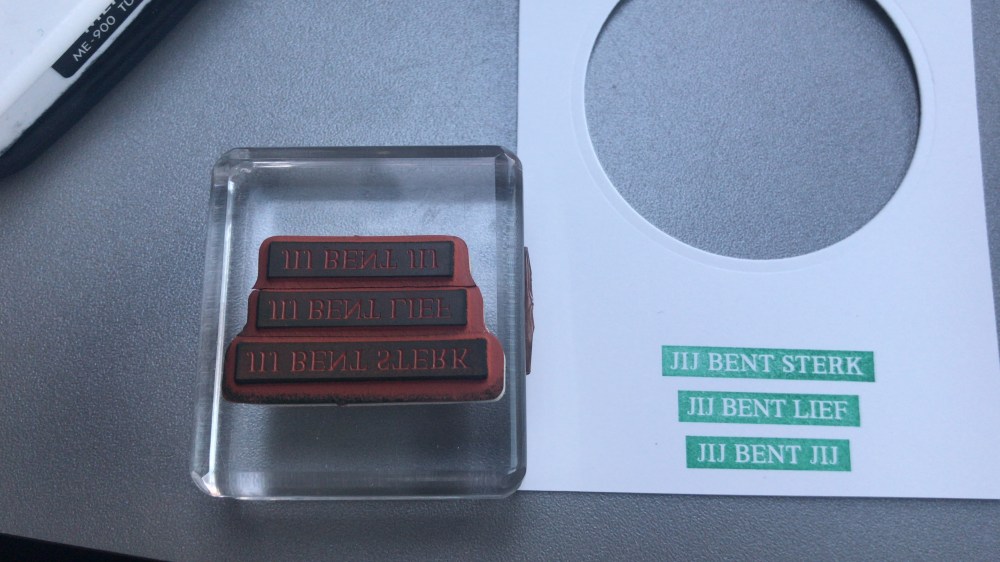 ME-900 TU
JIJ BENT JIJ
JIJ BENT LIEF
JIJ BENT STERK
JIJ BENT STERK
JIJ BENT LIEF
JIJ BENT JIJ